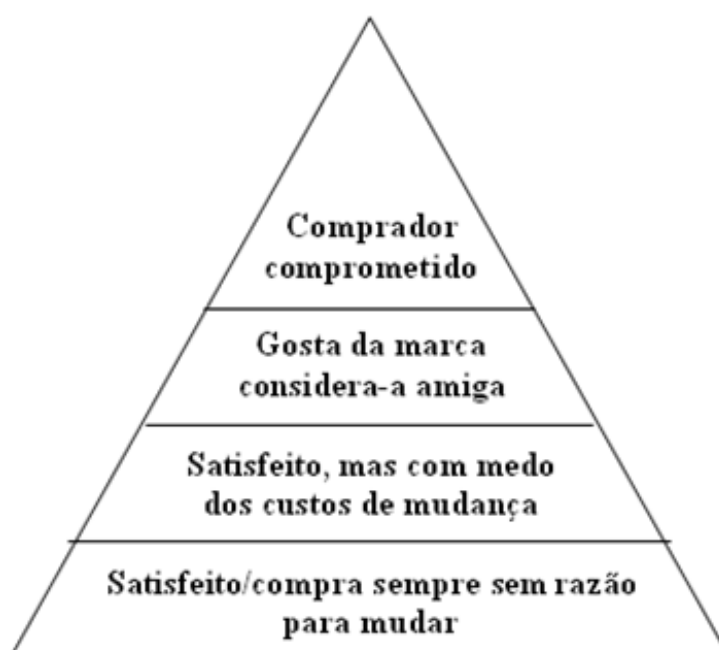 Comprador
comprometido
Gosta da marca
considera-a amiga
Satisfeito, mas com medo
dos custos de mudança
Satisfeito/compra sempre sem razão
para mudar